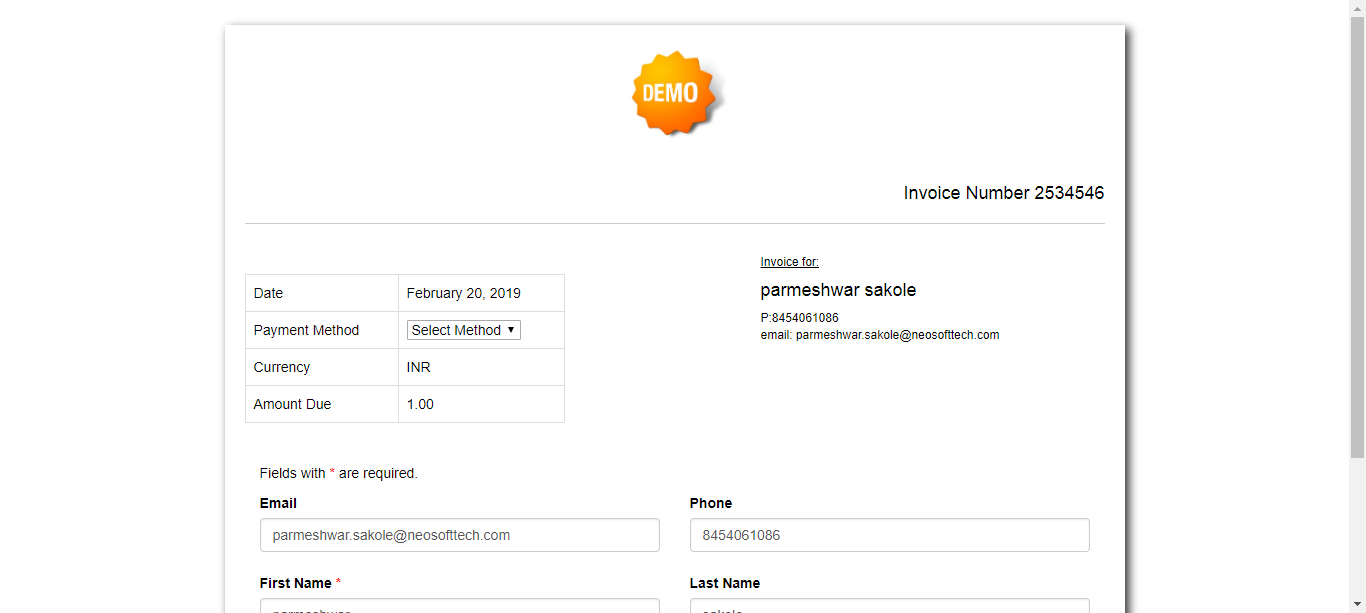 DEMO
Invoice Number 2534546
Invoice for:
parmeshwar sakole
P:8454061086
email: parmeshwar.sakole@neosofttech.com
Date February 20, 2019
Payment Method Select Method
Currency INR
Amount Due 1.00
Fields with * are required.
Email Phone
parmeshwar.sakole@neosofttech.com 8454061086
First Name * Last Name
parmeshwar sakole